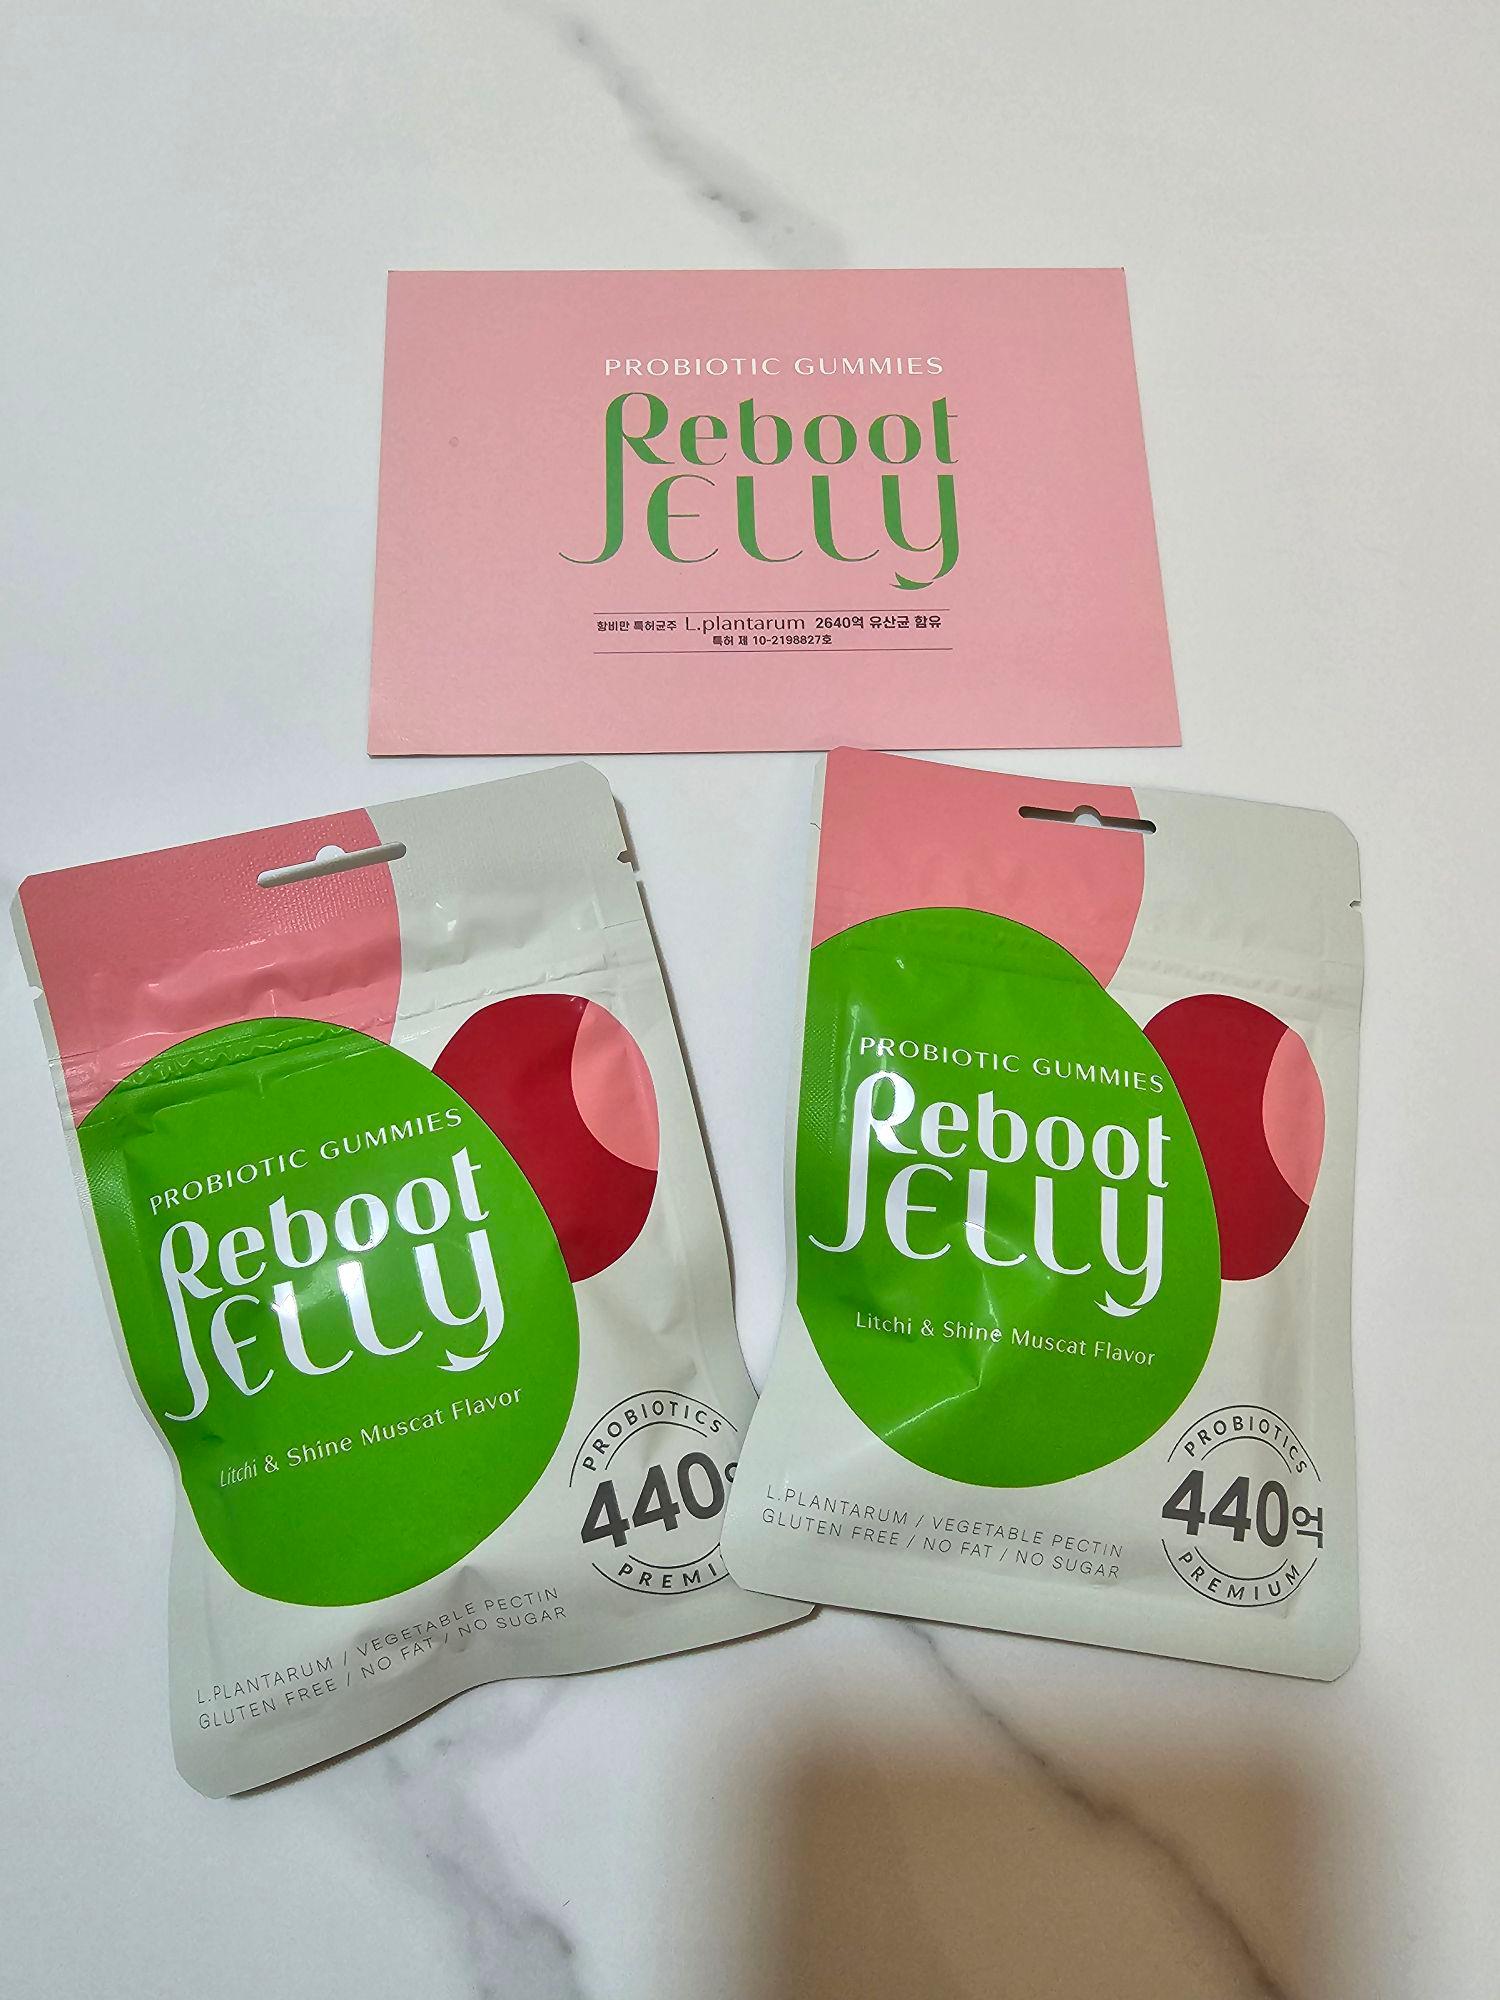 PROBIOTIC GUMMIES
Reboot
JELLY
항비만 특허균주 L.plantarum 2640억 유산균 함유
특허 제 10-2198827호
PROBIOTIC GUMMIES
Reboot
JELLY
Litchi & Shine Muscat Flavor
PROBIOTICS
440
PREMI
L.PLANTARUM / VEGETABLE PECTIN
GLUTEN FREE / NO FAT / NO SUGAR
PROBIOTIC GUMMIES
Reboot
JELLY
Litchi & Shine Muscat Flavor
PROBIOTICS
440억
PREMIUM
L.PLANTARUM / VEGETABLE PECTIN
GLUTEN FREE / NO FAT / NO SUGAR